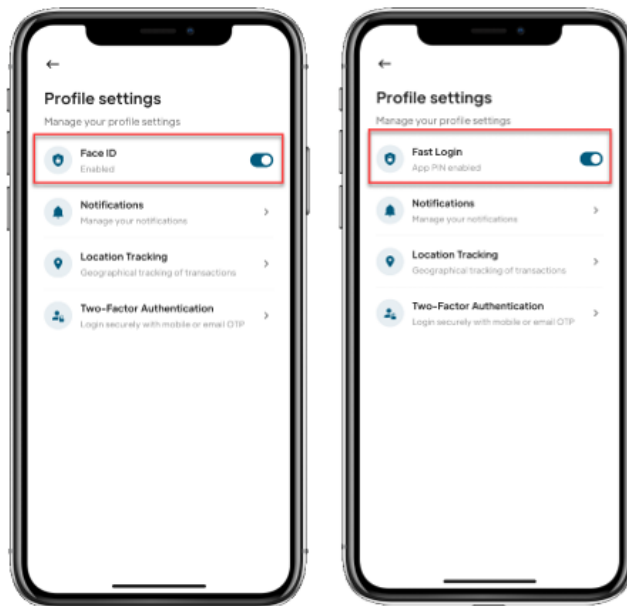 Profile settings
Manage your profile settings
Face ID
Enabled
Notifications
Manage your notifications
Location Tracking
Geographical tracking of transactions
Two-Factor Authentication
Login securely with mobile or email OTP
Profile settings
Manage your profile settings
Fast Login
App PIN enabled
Notifications
Manage your notifications
Location Tracking
Geographical tracking of transactions
Two-Factor Authentication
Login securely with mobile or email OTP